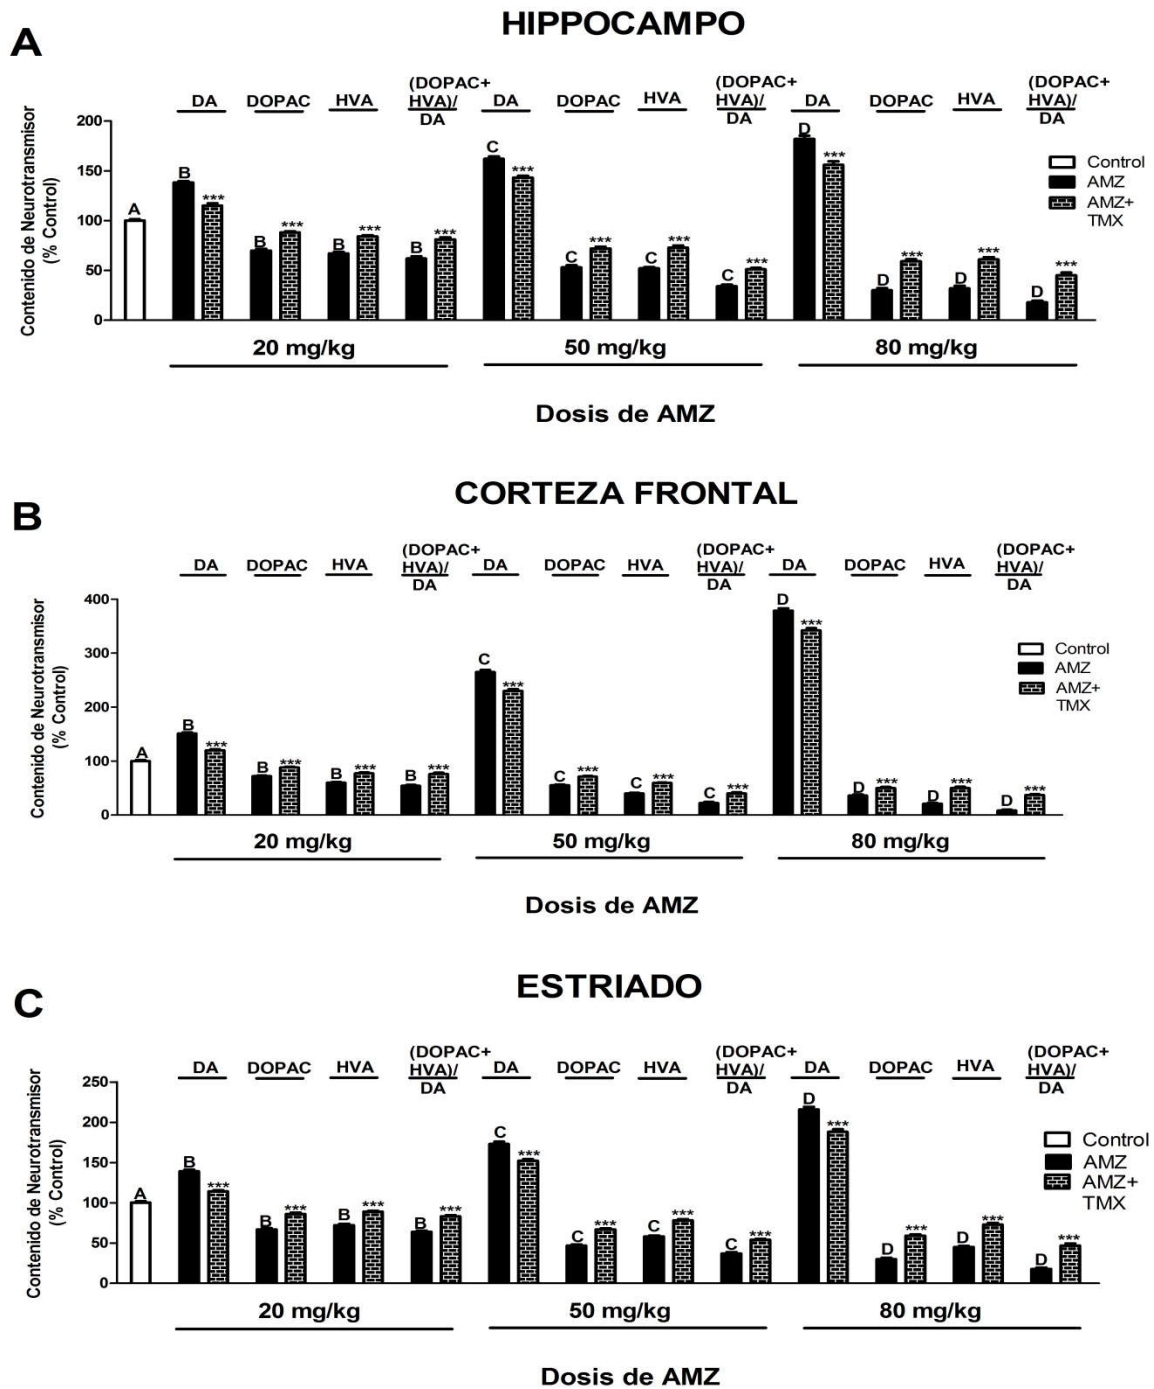 HIPPOCAMPO
A
DA DOPAC HVA (DOPAC+ HVA)/ DA DA DOPAC HVA (DOPAC+ HVA)/ DA DA DOPAC HVA (DOPAC+ HVA)/ DA
Contenido de Neurotransmisor
(% Control)
200
150
100
50
0
A B *** B *** B *** B *** C *** C *** C *** C *** D *** D *** D *** D ***
Control
AMZ
AMZ+
TMX
20 mg/kg 50 mg/kg 80 mg/kg
Dosis de AMZ
CORTEZA FRONTAL
B
DA DOPAC HVA (DOPAC+ HVA)/ DA DA DOPAC HVA (DOPAC+ HVA)/ DA DA DOPAC HVA (DOPAC+ HVA)/ DA
Contenido de Neurotransmisor
(% Control)
400
300
200
100
0
A B *** B *** B *** B *** C *** C *** C *** C *** D *** D *** D *** D ***
Control
AMZ
AMZ+
TMX
20 mg/kg 50 mg/kg 80 mg/kg
Dosis de AMZ
ESTRIADO
C
DA DOPAC HVA (DOPAC+ HVA)/ DA DA DOPAC HVA (DOPAC+ HVA)/ DA DA DOPAC HVA (DOPAC+ HVA)/ DA
Contenido de Neurotransmisor
(% Control)
250
200
150
100
50
0
A B *** B *** B *** B *** C *** C *** C *** C *** D *** D *** D *** D ***
Control
AMZ
AMZ+
TMX
20 mg/kg 50 mg/kg 80 mg/kg
Dosis de AMZ